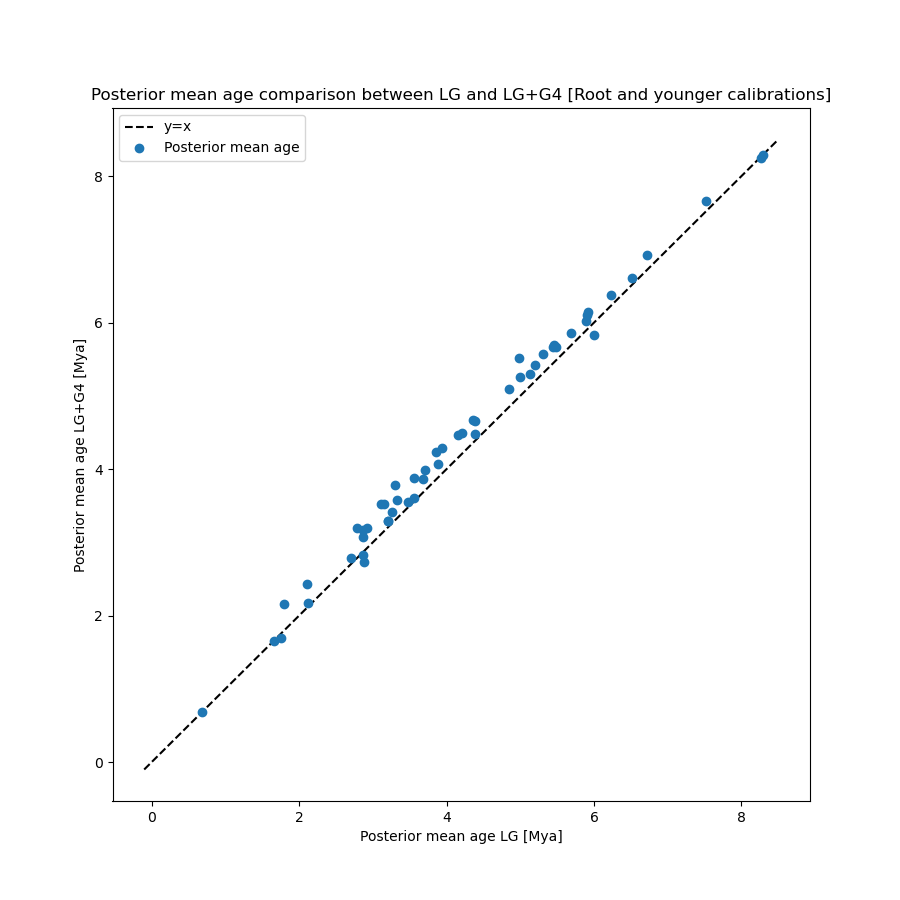 Posterior mean age comparison between LG and LG+G4 [Root and younger calibrations]
y=x
Posterior mean age
8
6
4
2
0
Posterior mean age LG+G4 [Mya]
0 2 4 6 8
Posterior mean age LG [Mya]